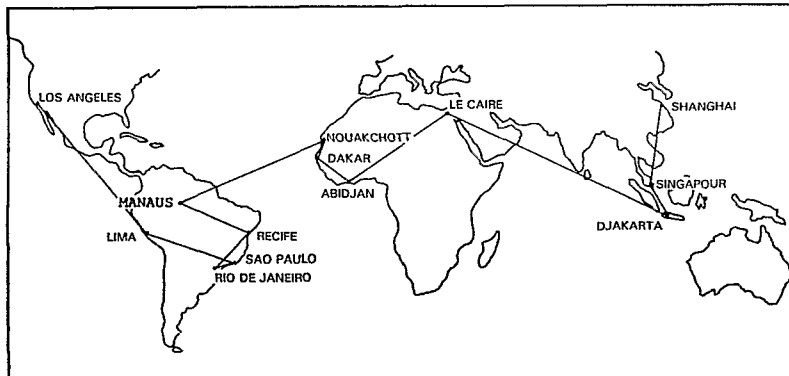 LOS ANGELES
SHANGHAI
LE CAIRE
NOUAKCHOTT
DAKAR
SINGAPOUR
ABIDJAN
MANAUS
DJAKARTA
LIMA
RECIFE
SAO PAULO
RIO DE JANEIRO